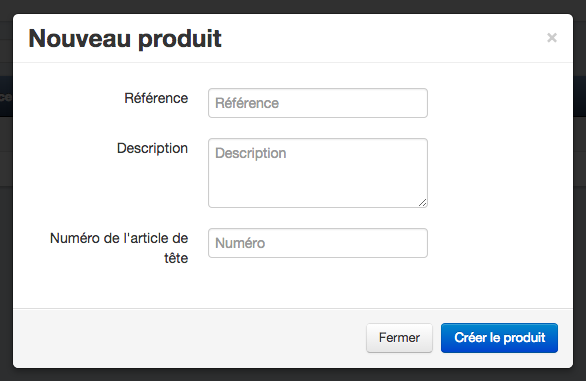 Nouveau produit
×
Référence
Référence
Description
Description
Numéro de l'article de
tête
Numéro
Fermer
Créer le produit